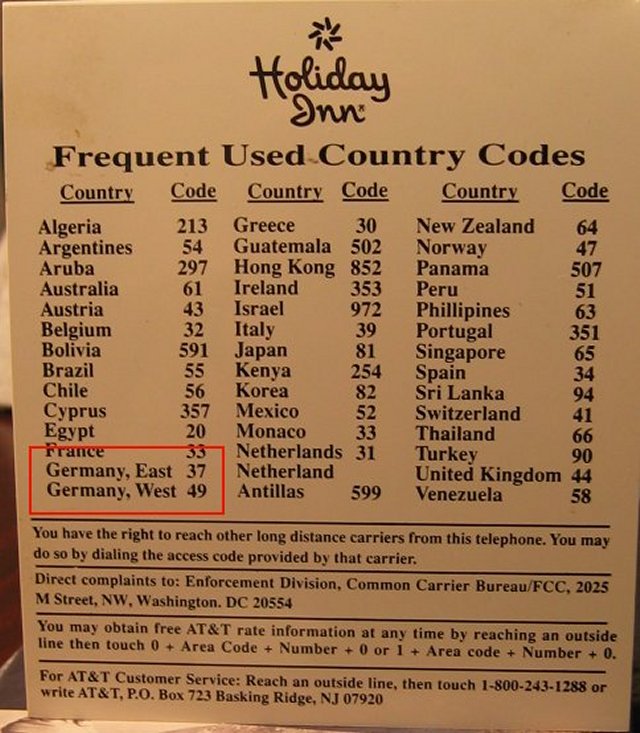 Holiday
Inn®
Frequent Used Country Codes
Country Code Country Code Country Code
Algeria 213 Greece 30 New Zealand 64
Argentines 54 Guatemala 502 Norway 47
Aruba 297 Hong Kong 852 Panama 507
Australia 61 Ireland 353 Peru 51
Austria 43 Israel 972 Phillipines 63
Belgium 32 Italy 39 Portugal 351
Bolivia 591 Japan 81 Singapore 65
Brazil 55 Kenya 254 Spain 34
Chile 56 Korea 82 Sri Lanka 94
Cyprus 357 Mexico 52 Switzerland 41
Egypt 20 Monaco 33 Thailand 66
France 33 Netherlands 31 Turkey 90
Germany, East 37 Netherland United Kingdom 44
Germany, West 49 Antillas 599 Venezuela 58
You have the right to reach other long distance carriers from this telephone. You may
do so by dialing the access code provided by that carrier.
Direct complaints to: Enforcement Division, Common Carrier Bureau/FCC, 2025
M Street, NW, Washington. DC 20554
You may obtain free AT&T rate information at any time by reaching an outside
line then touch 0 + Area Code + Number + 0 or 1 + Area code + Number + 0.
For AT&T Customer Service: Reach an outside line, then touch 1-800-243-1288 or
write AT&T, P.O. Box 723 Basking Ridge, NJ 07920